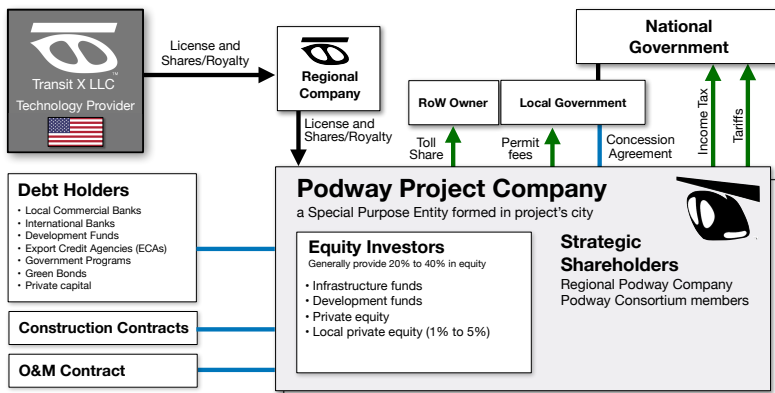 TRANSIT
™
Transit X LLC
Technology Provider
License and
Shares/Royalty
TRANSIT
Regional
Company
License and
Shares/Royalty
National
Government
RoW Owner
Local Government
Toll
Share
Permit
fees
Concession
Agreement
Income Tax
Tariffs
Debt Holders
• Local Commercial Banks
• International Banks
• Development Funds
• Export Credit Agencies (ECAs)
• Government Programs
• Green Bonds
• Private capital
Construction Contracts
O&M Contract
Podway Project Company
a Special Purpose Entity formed in project's city
Equity Investors
Generally provide 20% to 40% in equity
• Infrastructure funds
• Development funds
• Private equity
• Local private equity (1% to 5%)
Strategic
Shareholders
Regional Podway Company
Podway Consortium members